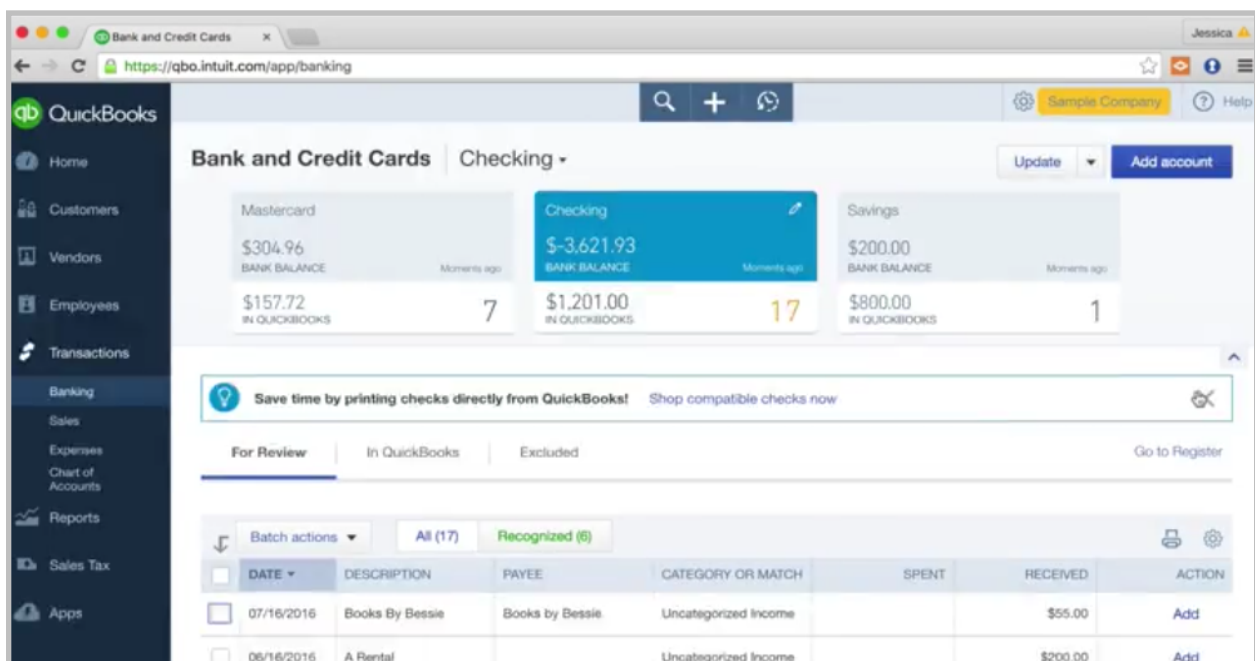 Bank and Credit Cards
Jessica
https://qbo.intuit.com/app/banking
qb QuickBooks
Sample Company
Help
Home
Customers
Vendors
Employees
Transactions
Banking
Sales
Expenses
Chart of
Accounts
Reports
Sales Tax
Apps
Bank and Credit Cards Checking
Update
Add account
Mastercard
$304.96
BANK BALANCE Moments ago
$157.72
IN QUICKBOOKS
7
Checking
$-3,621.93
BANK BALANCE Moments ago
$1,201.00
IN QUICKBOOKS
17
Savings
$200.00
BANK BALANCE Moments ago
$800.00
IN QUICKBOOKS
1
Save time by printing checks directly from QuickBooks! Shop compatible checks now
For Review In QuickBooks Excluded Go to Register
Batch actions All (17) Recognized (6)
DATE DESCRIPTION PAYEE CATEGORY OR MATCH SPENT RECEIVED ACTION
07/16/2016 Books By Bessie Books by Bessie Uncategorized Income $55.00 Add
06/16/2016 A Rental Uncategorized Income $200.00 Add